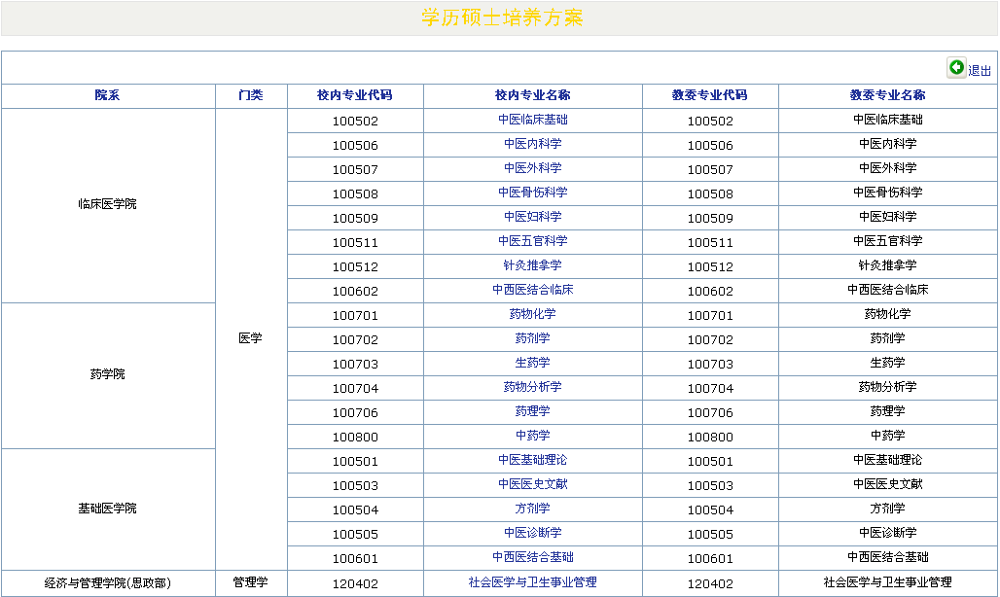 学历硕士培养方案
退出
院系 门类 校内专业代码 校内专业名称 教委专业代码 教委专业名称
临床医学院 医学 100502 中医临床基础 100502 中医临床基础
100506 中医内科学 100506 中医内科学
100507 中医外科学 100507 中医外科学
100508 中医骨伤科学 100508 中医骨伤科学
100509 中医妇科学 100509 中医妇科学
100511 中医五官科学 100511 中医五官科学
100512 针灸推拿学 100512 针灸推拿学
100602 中西医结合临床 100602 中西医结合临床
药学院 100701 药物化学 100701 药物化学
100702 药剂学 100702 药剂学
100703 生药学 100703 生药学
100704 药物分析学 100704 药物分析学
100706 药理学 100706 药理学
100800 中药学 100800 中药学
基础医学院 100501 中医基础理论 100501 中医基础理论
100503 中医医史文献 100503 中医医史文献
100504 方剂学 100504 方剂学
100505 中医诊断学 100505 中医诊断学
100601 中西医结合基础 100601 中西医结合基础
经济与管理学院(思政部) 管理学 120402 社会医学与卫生事业管理 120402 社会医学与卫生事业管理